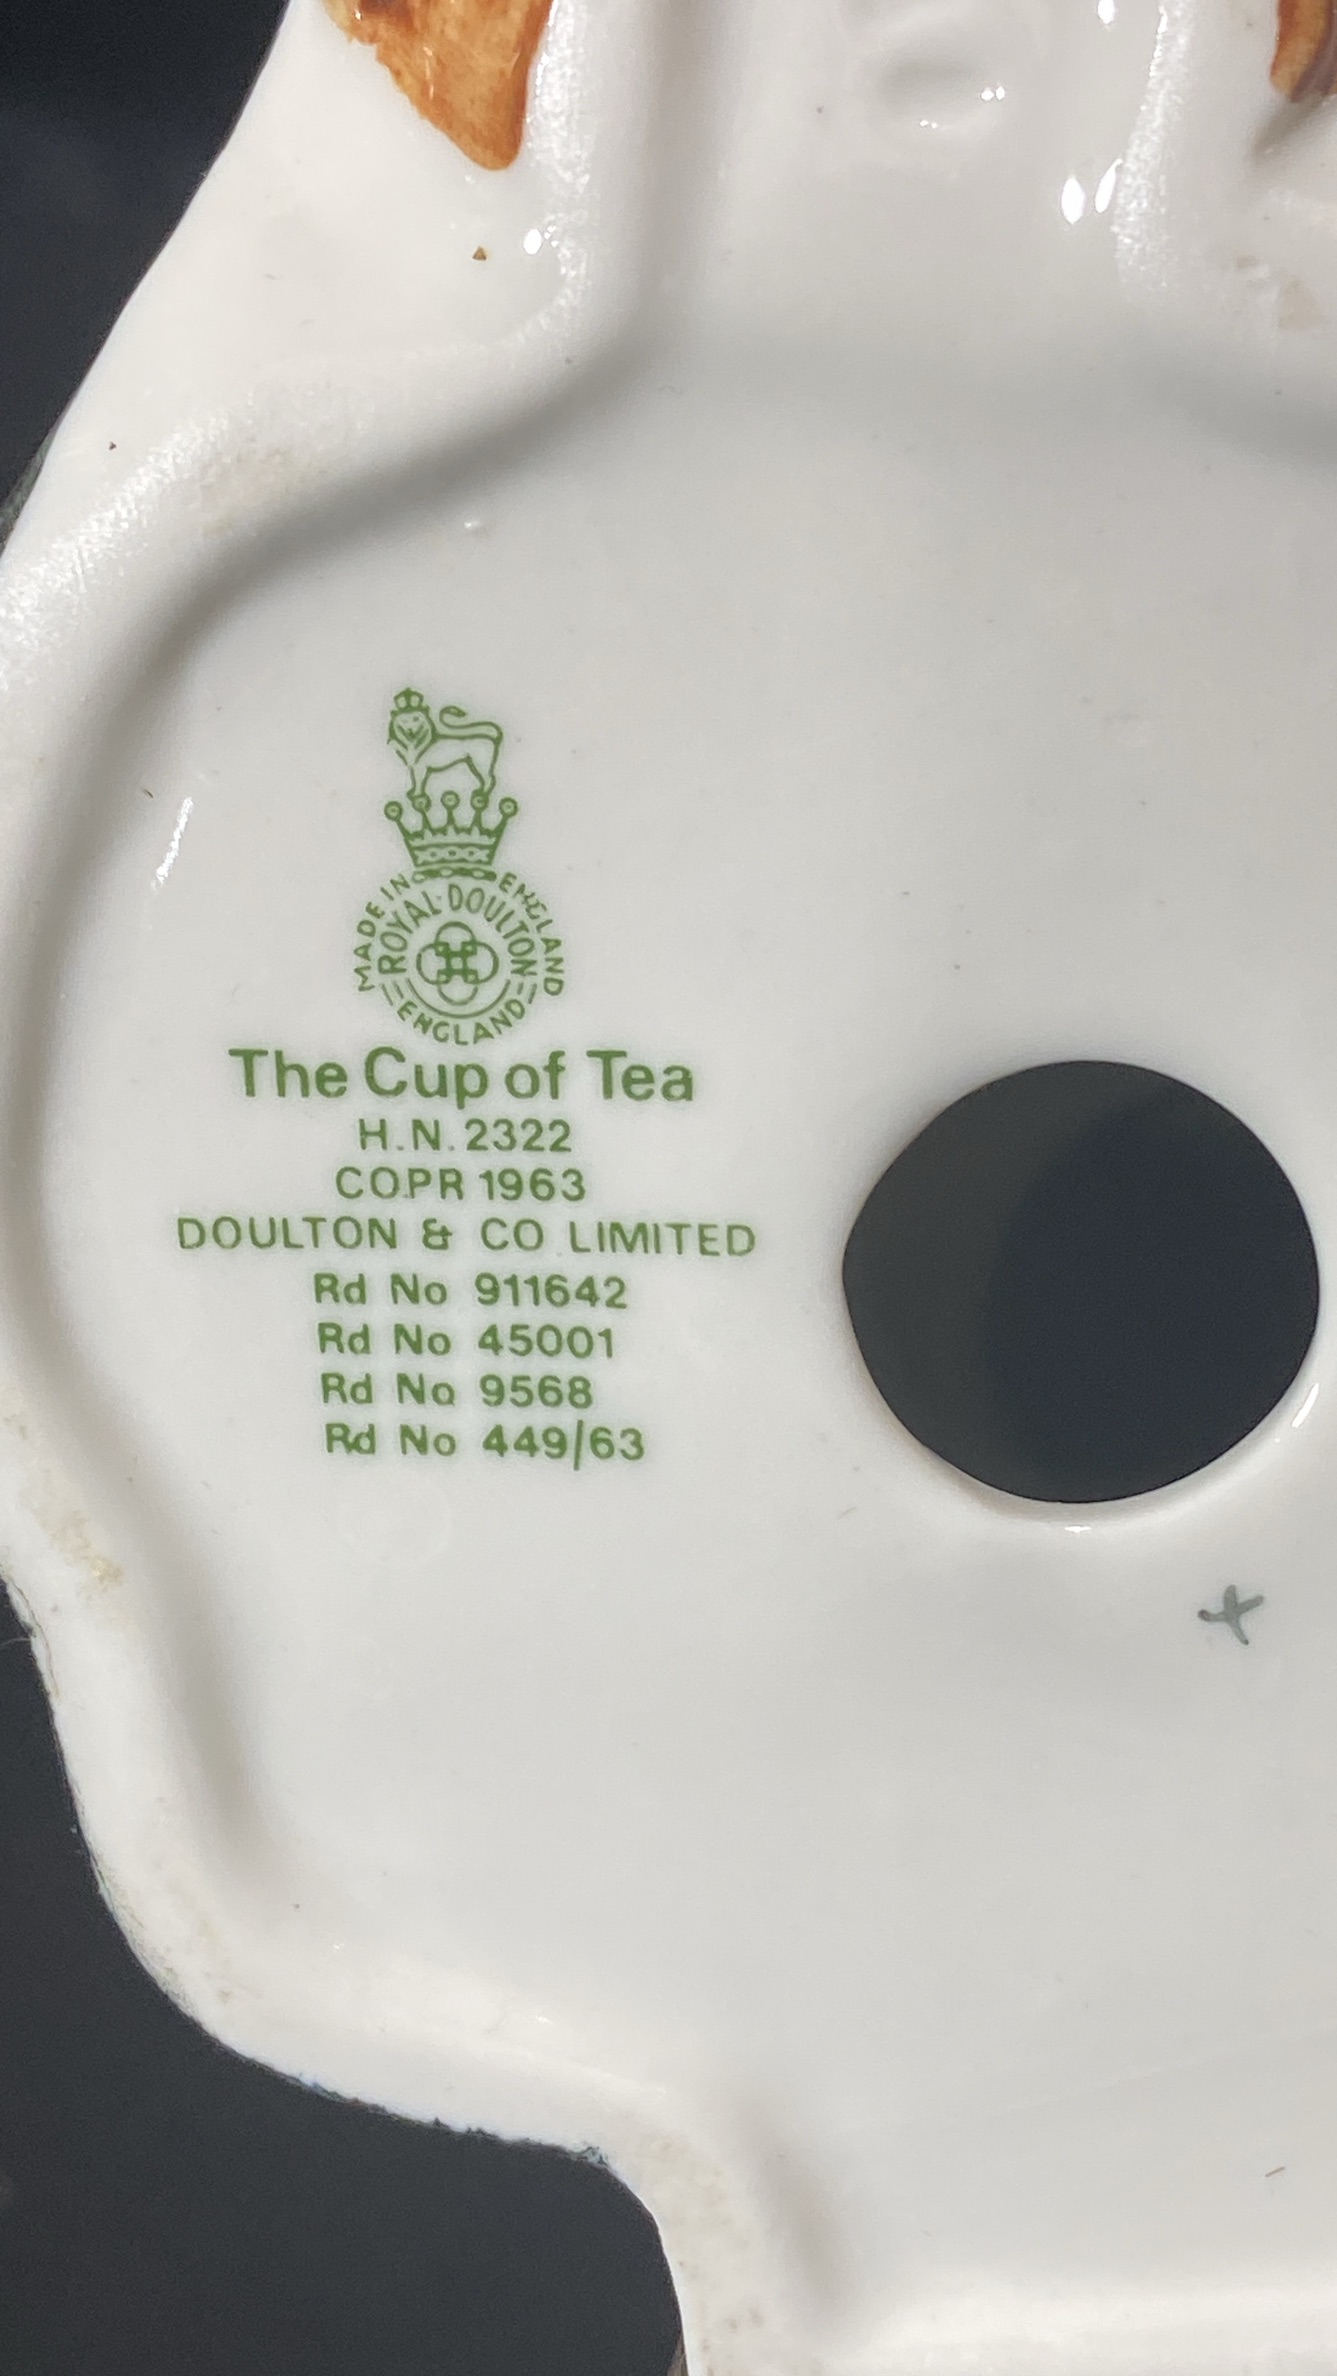 MADE IN ENGLAND
ROYAL·DOULTON
ENGLAND
The Cup of Tea
H.N. 2322
COPR 1963
DOULTON & CO LIMITED
Rd No 911642
Rd No 45001
Rd No 9568
Rd No 449/63